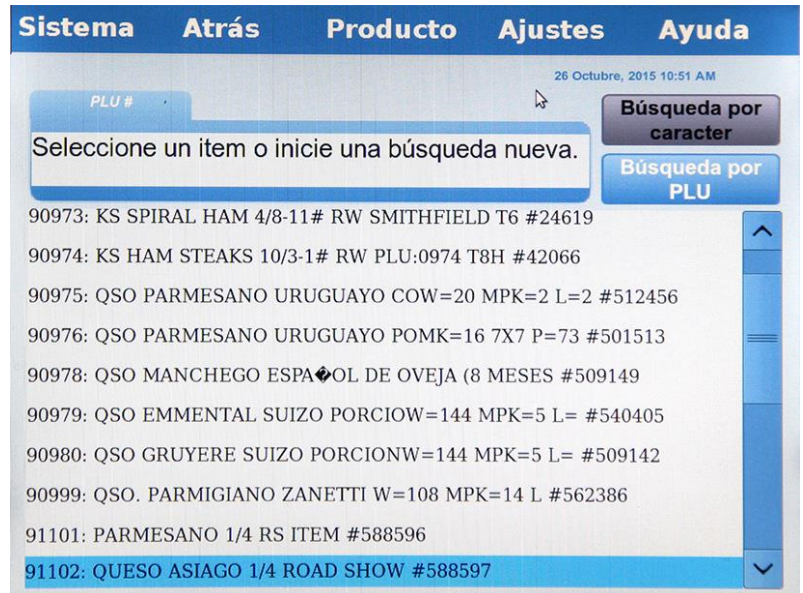 Sistema Atrás Producto Ajustes Ayuda
26 Octubre, 2015 10:51 AM
PLU #
Búsqueda por
caracter
Seleccione un item o inicie una búsqueda nueva.
Búsqueda por
PLU
90973: KS SPIRAL HAM 4/8-11# RW SMITHFIELD T6 #24619
90974: KS HAM STEAKS 10/3-1# RW PLU:0974 T8H #42066
90975: QSO PARMESANO URUGUAYO COW=20 MPK=2 L=2 #512456
90976: QSO PARMESANO URUGUAYO POMK=16 7X7 P=73 #501513
90978: QSO MANCHEGO ESPA�OL DE OVEJA (8 MESES #509149
90979: QSO EMMENTAL SUIZO PORCIOW=144 MPK=5 L= #540405
90980: QSO GRUYERE SUIZO PORCIONW=144 MPK=5 L= #509142
90999: QSO. PARMIGIANO ZANETTI W=108 MPK=14 L #562386
91101: PARMESANO 1/4 RS ITEM #588596
91102: QUESO ASIAGO 1/4 ROAD SHOW #588597